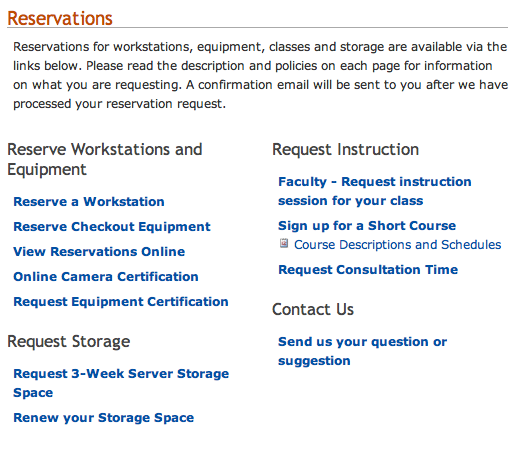 Reservations
Reservations for workstations, equipment, classes and storage are available via the
links below. Please read the description and policies on each page for information
on what you are requesting. A confirmation email will be sent to you after we have
processed your reservation request.
Reserve Workstations and
Equipment
Reserve a Workstation
Reserve Checkout Equipment
View Reservations Online
Online Camera Certification
Request Equipment Certification
Request Storage
Request 3-Week Server Storage
Space
Renew your Storage Space
Request Instruction
Faculty - Request instruction
session for your class
Sign up for a Short Course
Course Descriptions and Schedules
Request Consultation Time
Contact Us
Send us your question or
suggestion